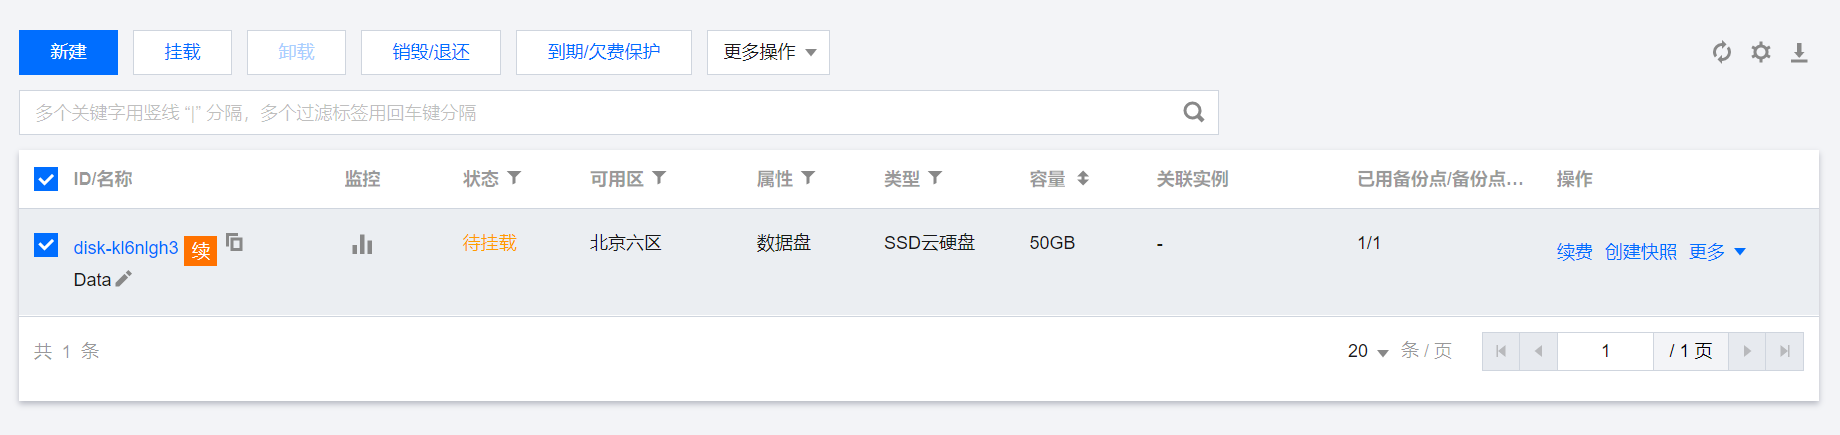 新建 挂载 卸载 销毁/退还 到期/欠费保护 更多操作
多个关键字用竖线 “|” 分隔，多个过滤标签用回车键分隔
ID/名称 监控 状态 可用区 属性 类型 容量 关联实例 已用备份点/备份点... 操作
disk-kl6nlgh3 续 待挂载 北京六区 数据盘 SSD云硬盘 50GB - 1/1 续费 创建快照 更多
Data
共 1 条 20 条 / 页 1 / 1 页